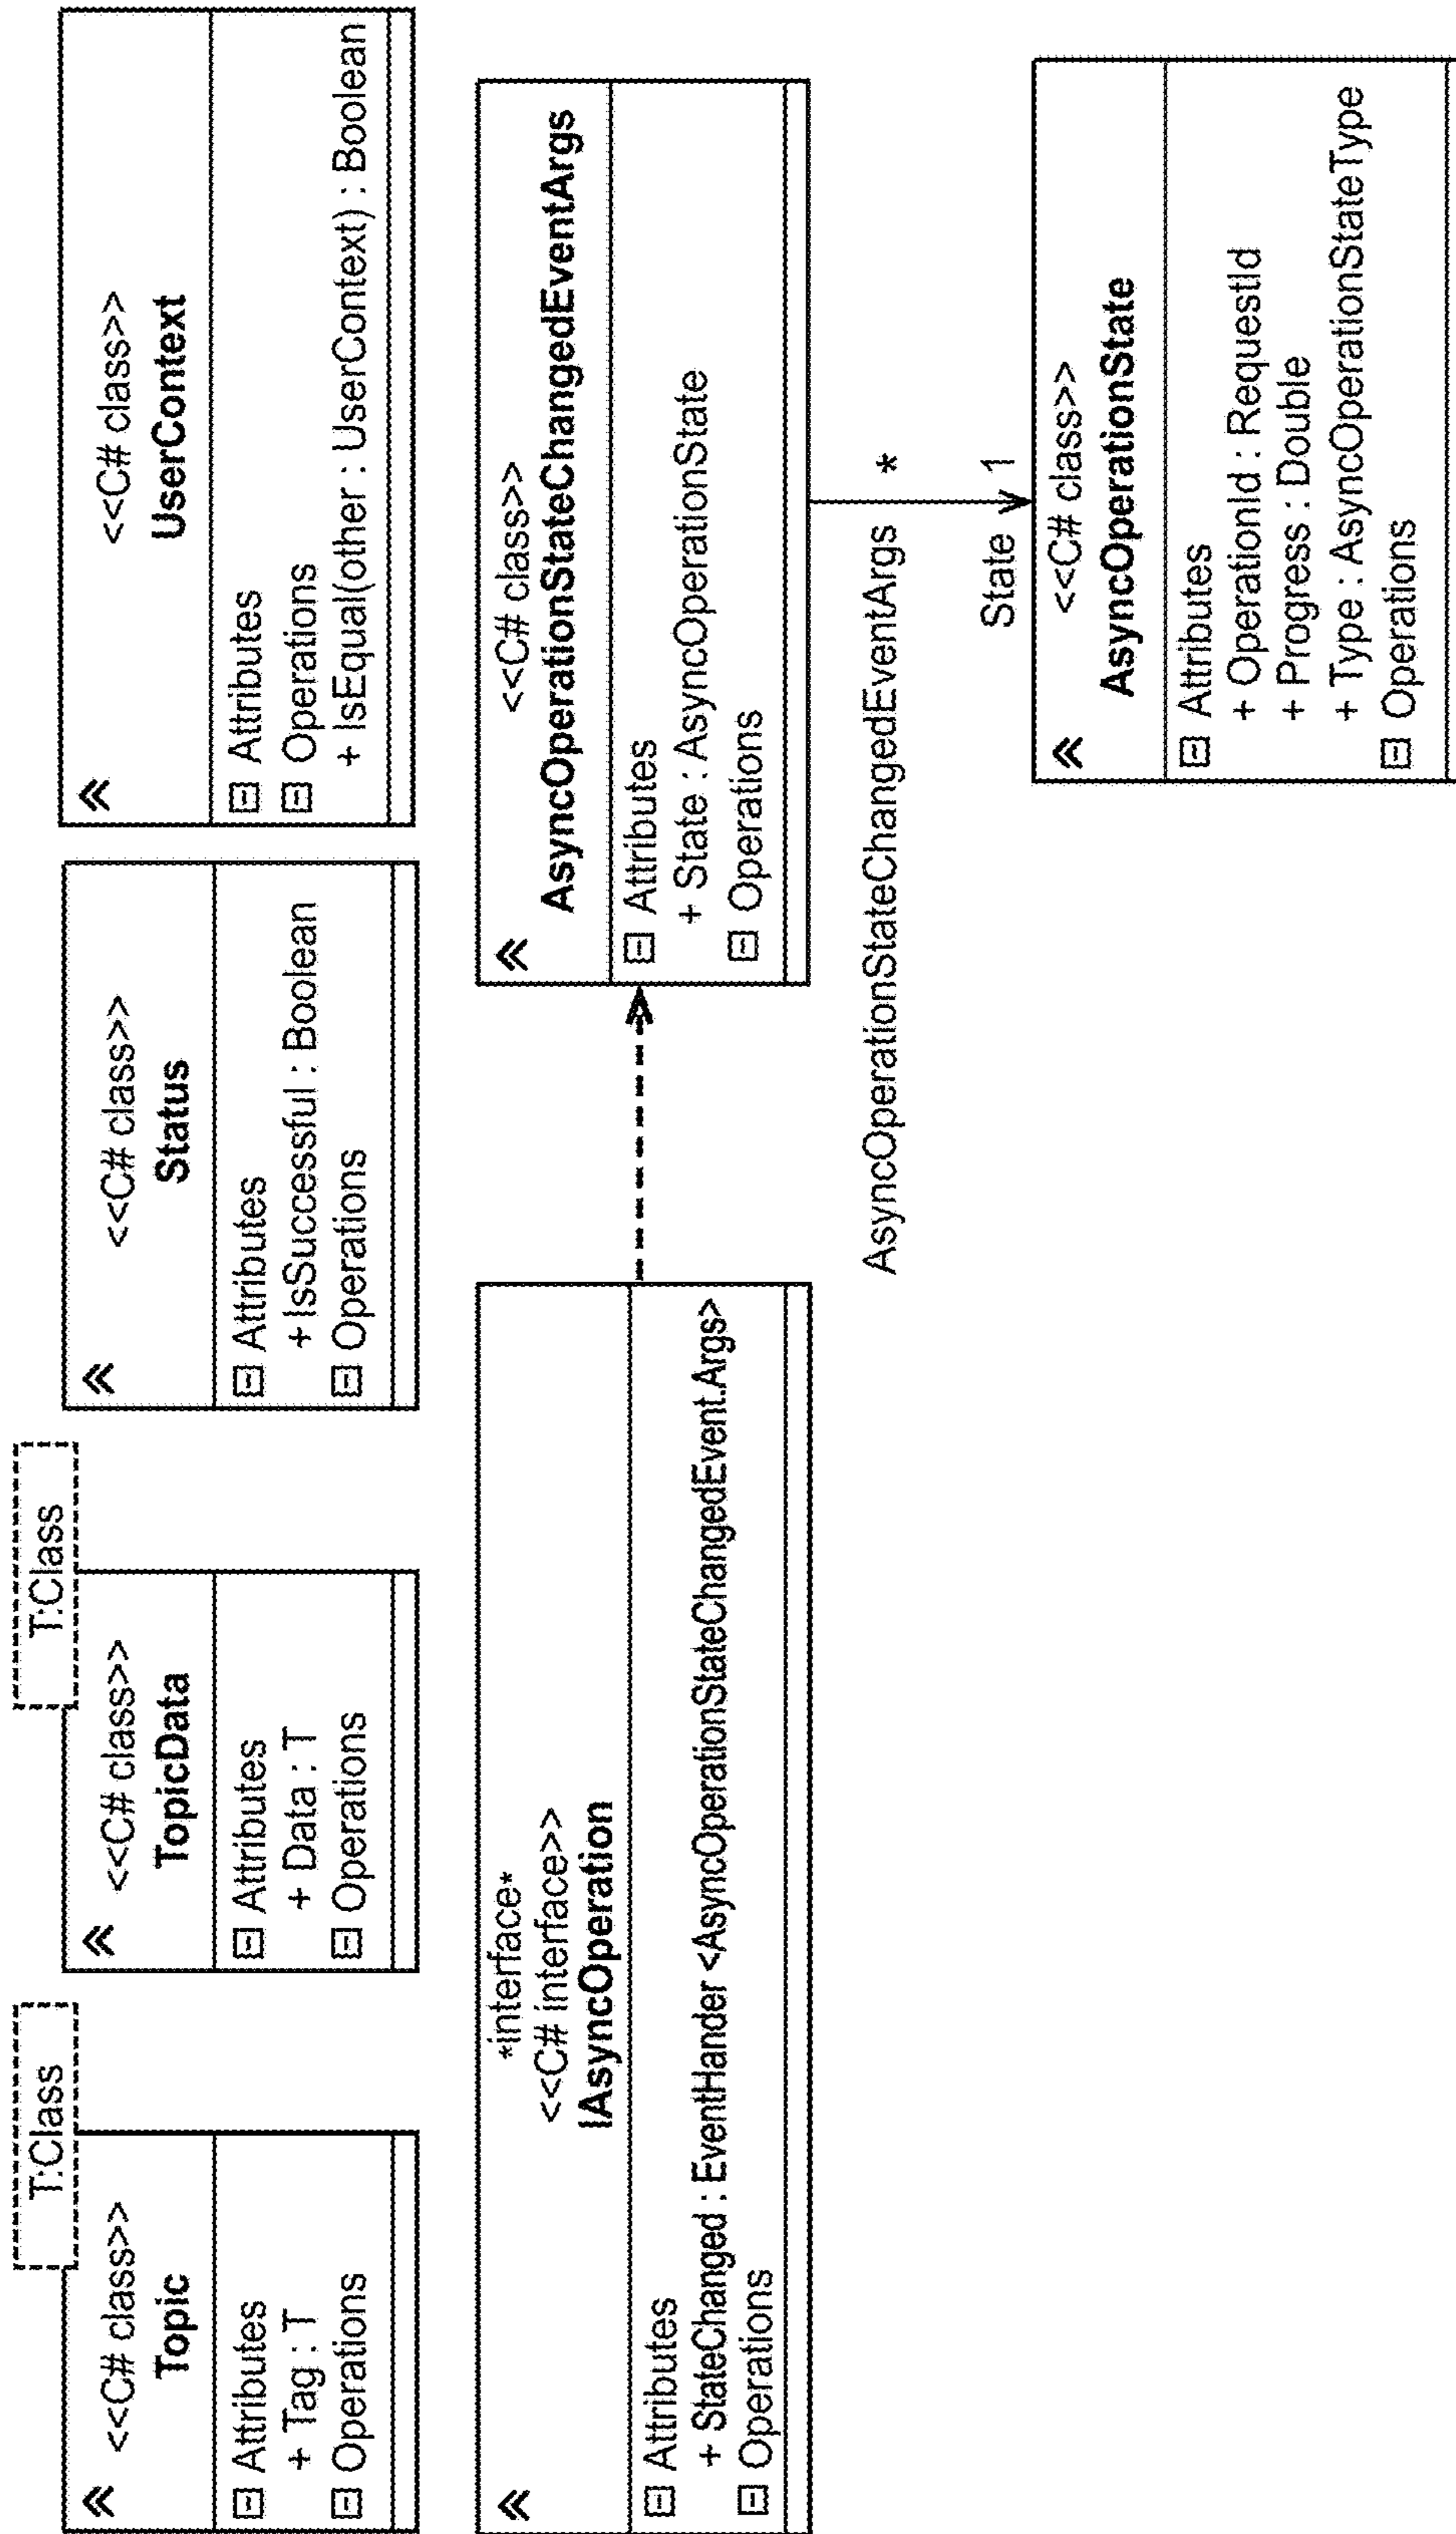 T:Class
<<C# class>>
Topic
Attributes
+ Tag : T
Operations
T:Class
<<C# class>>
TopicData
Attributes
+ Data : T
Operations
<<C# class>>
Status
Attributes
+ IsSuccessful : Boolean
Operations
<<C# class>>
UserContext
Attributes
Operations
+ IsEqual(other : UserContext) : Boolean
*interface*
<<C# interface>>
IAsyncOperation
Attributes
+ StateChanged : EventHander <AsyncOperationStateChangedEvent.Args>
Operations
<<C# class>>
AsyncOperationStateChangedEventArgs
Attributes
+ State : AsyncOperationState
Operations
AsyncOperationStateChangedEventArgs *
State 1
<<C# class>>
AsyncOperationState
Attributes
+ OperationId : RequestId
+ Progress : Double
+ Type : AsyncOperationStateType
Operations